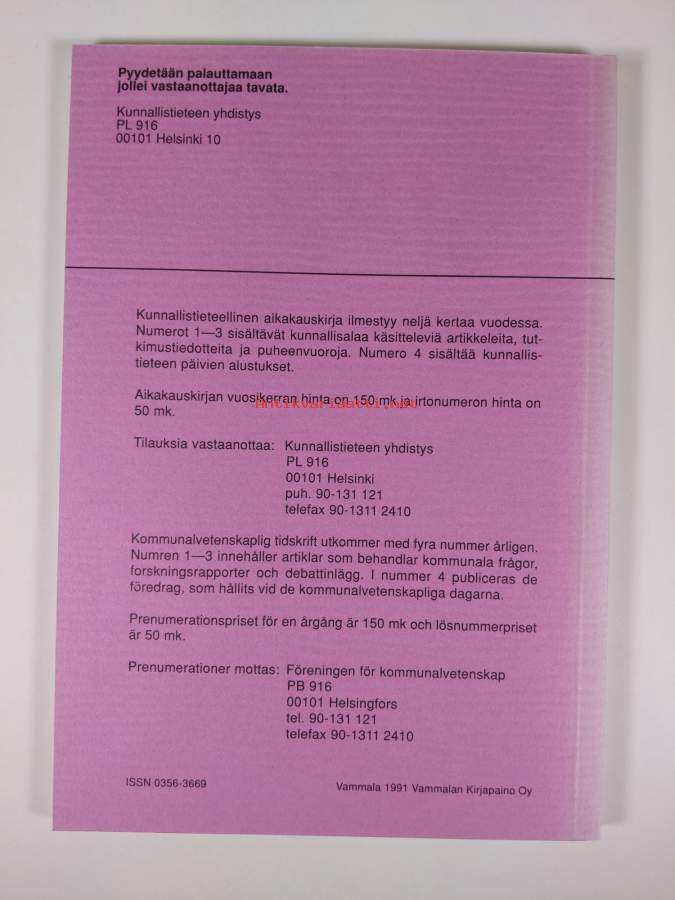 Pyydetään palauttamaan
jollei vastaanottajaa tavata.
Kunnallistieteen yhdistys
PL 916
00101 Helsinki 10
Kunnallistieteellinen aikakauskirja ilmestyy neljä kertaa vuodessa.
Numerot 1—3 sisältävät kunnallisalaa käsitteleviä artikkeleita, tut-
kimustiedotteita ja puheenvuoroja. Numero 4 sisältää kunnallis-
tieteen päivien alustukset.
Aikakauskirjan vuosikerran hinta on 150 mk ja irtonumeron hinta on
50 mk.
Antikvariaatti.net
Tilauksia vastaanottaa: Kunnallistieteen yhdistys
PL 916
00101 Helsinki
puh. 90-131 121
telefax 90-1311 2410
Kommunalvetenskaplig tidskrift utkommer med fyra nummer årligen.
Numren 1—3 innehåller artiklar som behandlar kommunala frågor,
forskningsrapporter och debattinlägg. I nummer 4 publiceras de
föredrag, som hållits vid de kommunalvetenskapliga dagarna.
Prenumerationspriset för en årgång är 150 mk och lösnummerpriset
är 50 mk.
Prenumerationer mottas: Föreningen för kommunalvetenskap
PB 916
00101 Helsingfors
tel. 90-131 121
telefax 90-1311 2410
ISSN 0356-3669
Vammala 1991 Vammalan Kirjapaino Oy